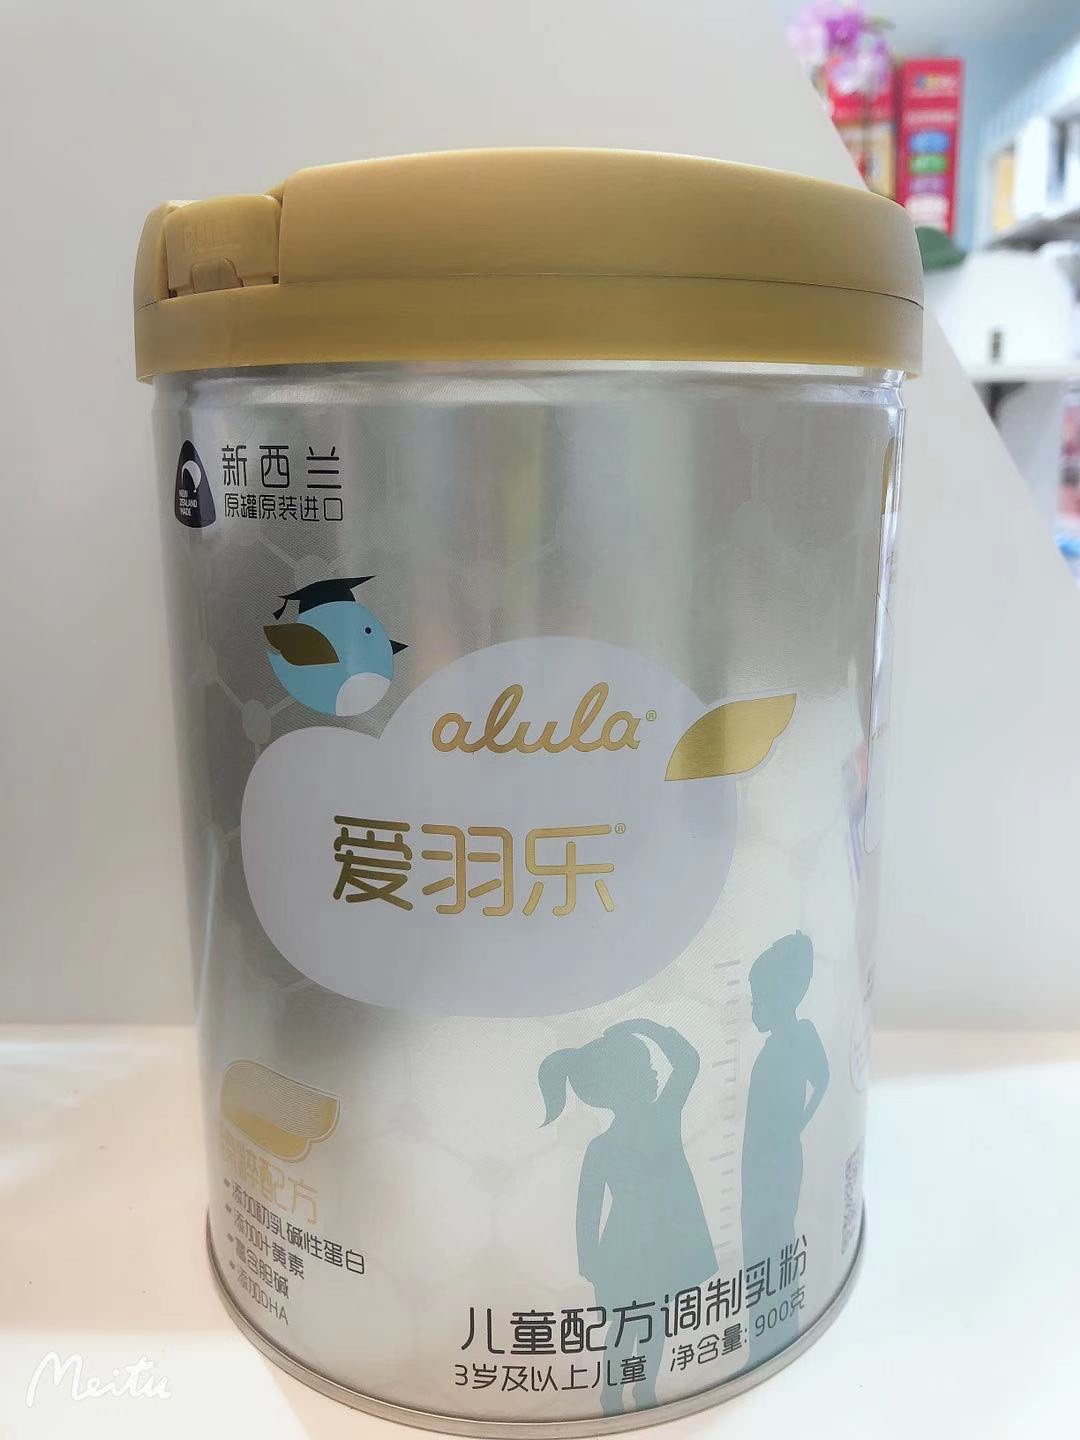 PULL
NEW
ZEALAND
MADE
新西兰
原罐原装进口
alula®
爱羽乐®
粹配方
• 添加初乳碱性蛋白
• 添加叶黄素
• 富含胆碱
• 添加DHA
儿童配方调制乳粉
3岁及以上儿童 净含量: 900克
Meitu